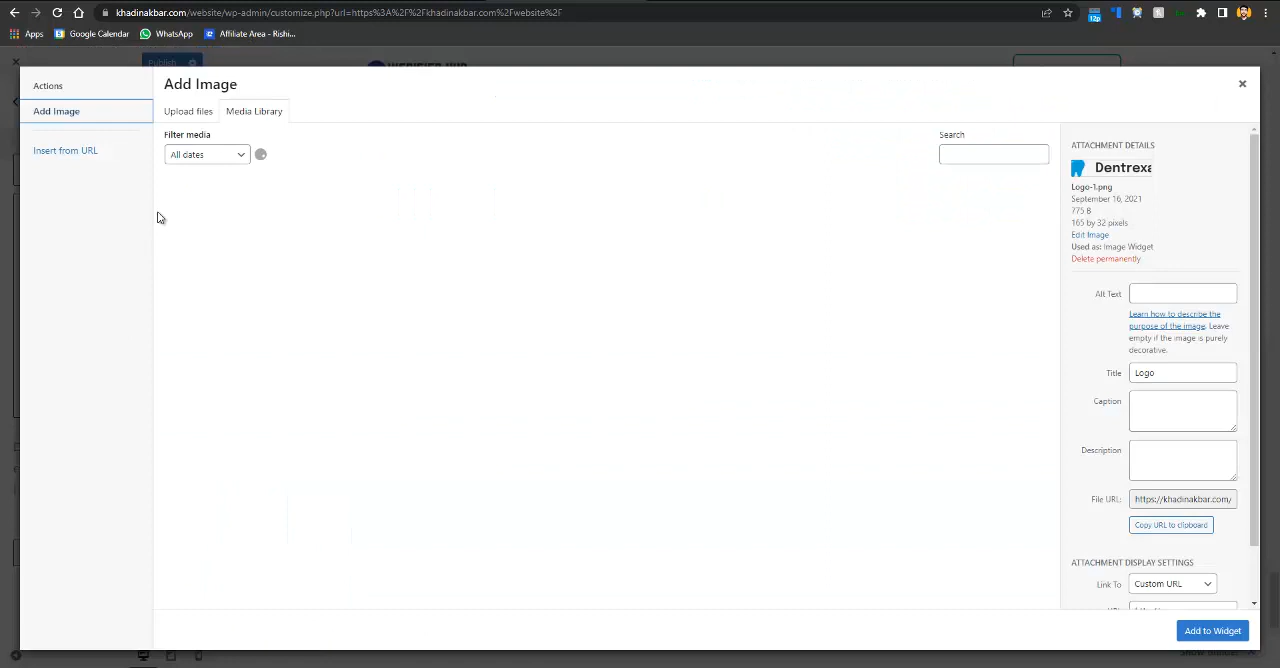 khadinakbar.com/website/wp-admin/customize.php?url=https%3A%2F%2Fkhadinakbar.com%2Fwebsite%2F
12p
Apps
Google Calendar
WhatsApp
Affiliate Area - Rishi...
Publish
WEBIFIER HUB
Actions
Add Image
Insert from URL
Add Image
Upload files
Media Library
Filter media
All dates
Search
ATTACHMENT DETAILS
Dentrexa
Logo-1.png
September 16, 2021
775 B
165 by 32 pixels
Edit Image
Used as: Image Widget
Delete permanently
Alt Text
Learn how to describe the
purpose of the image. Leave
empty if the image is purely
decorative.
Title
Logo
Caption
Description
File URL:
https://khadinakbar.com/
Copy URL to clipboard
ATTACHMENT DISPLAY SETTINGS
Link To
Custom URL
Add to Widget